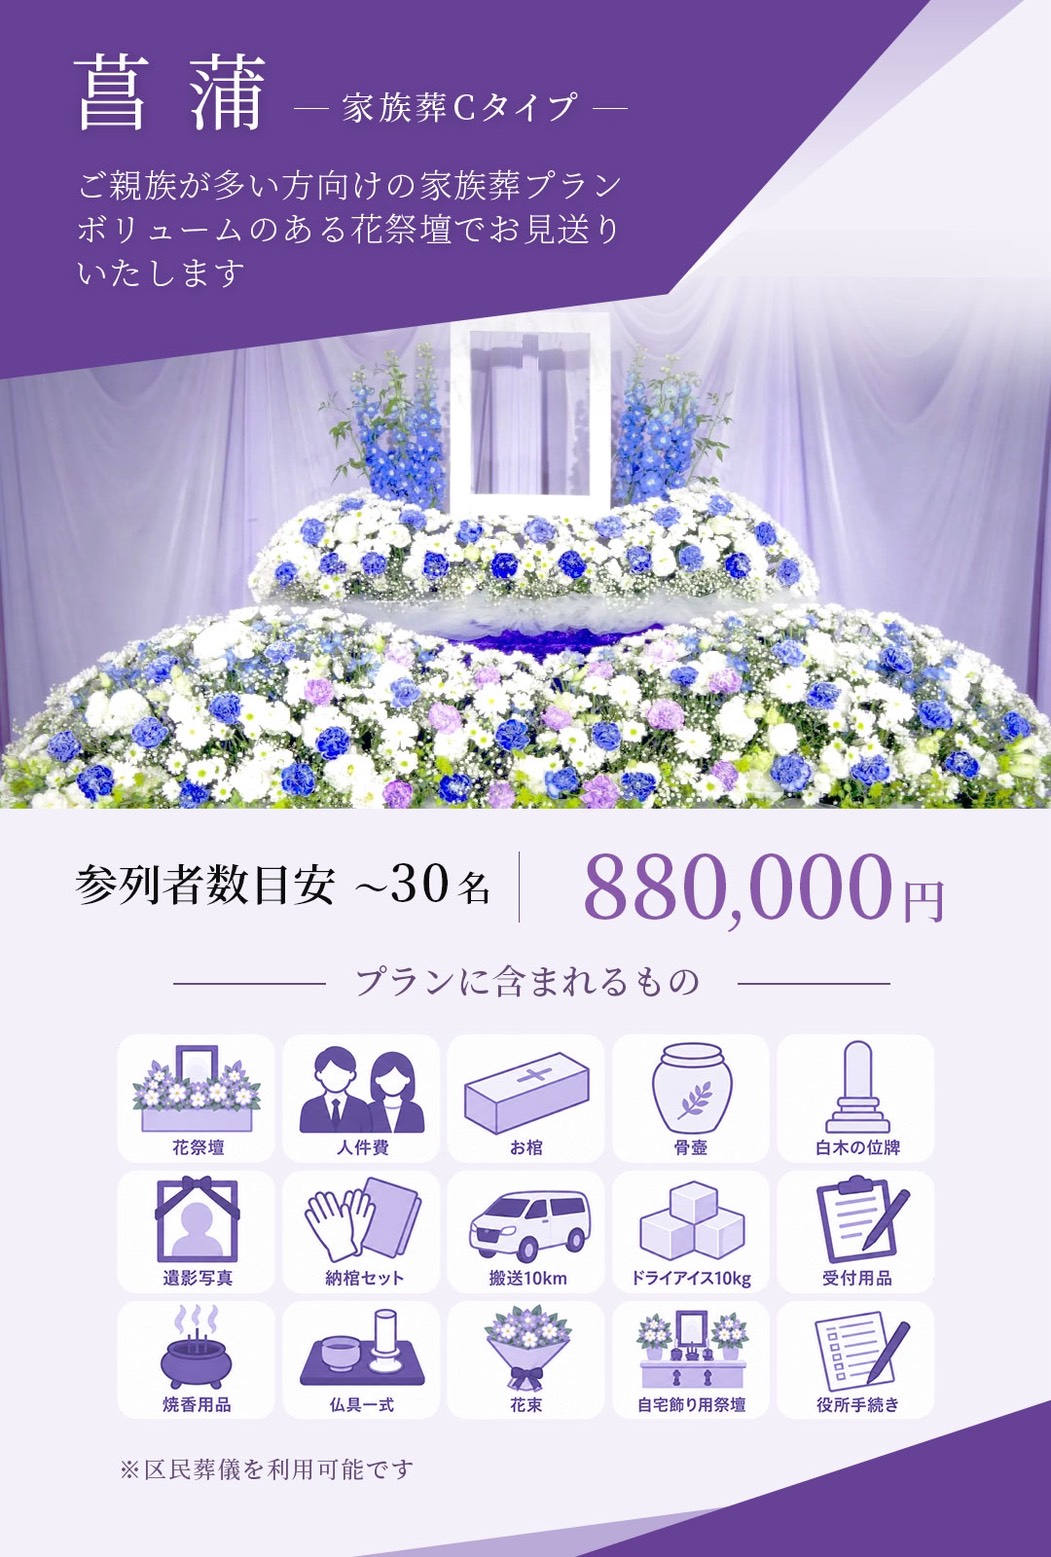 菖蒲
家族葬Cタイプ
ご親族が多い方向けの家族葬プラン
ボリュームのある花祭壇でお見送り
いたします
参列者数目安 ～30名
880,000円
プランに含まれるもの
花祭壇
人件費
お棺
骨壺
白木の位牌
遺影写真
納棺セット
搬送10km
ドライアイス10kg
受付用品
焼香用品
仏具一式
花束
自宅飾り用祭壇
役所手続き
※区民葬儀を利用可能です